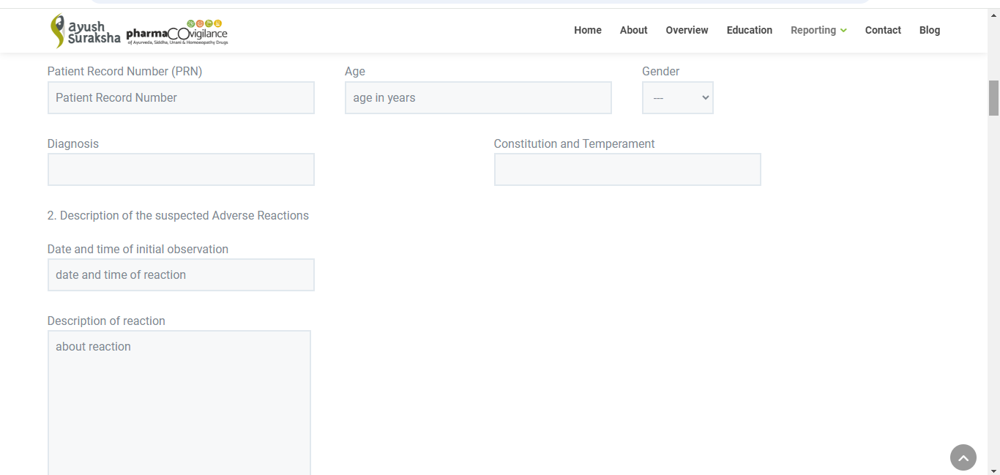 ayush
Suraksha
pharmaCOvigilance
of Ayurveda, Siddha, Unani & Homoeopathy Drugs
Home About Overview Education Reporting Contact Blog
Patient Record Number (PRN) Age Gender
Patient Record Number age in years ---
Diagnosis Constitution and Temperament
2. Description of the suspected Adverse Reactions
Date and time of initial observation
date and time of reaction
Description of reaction
about reaction